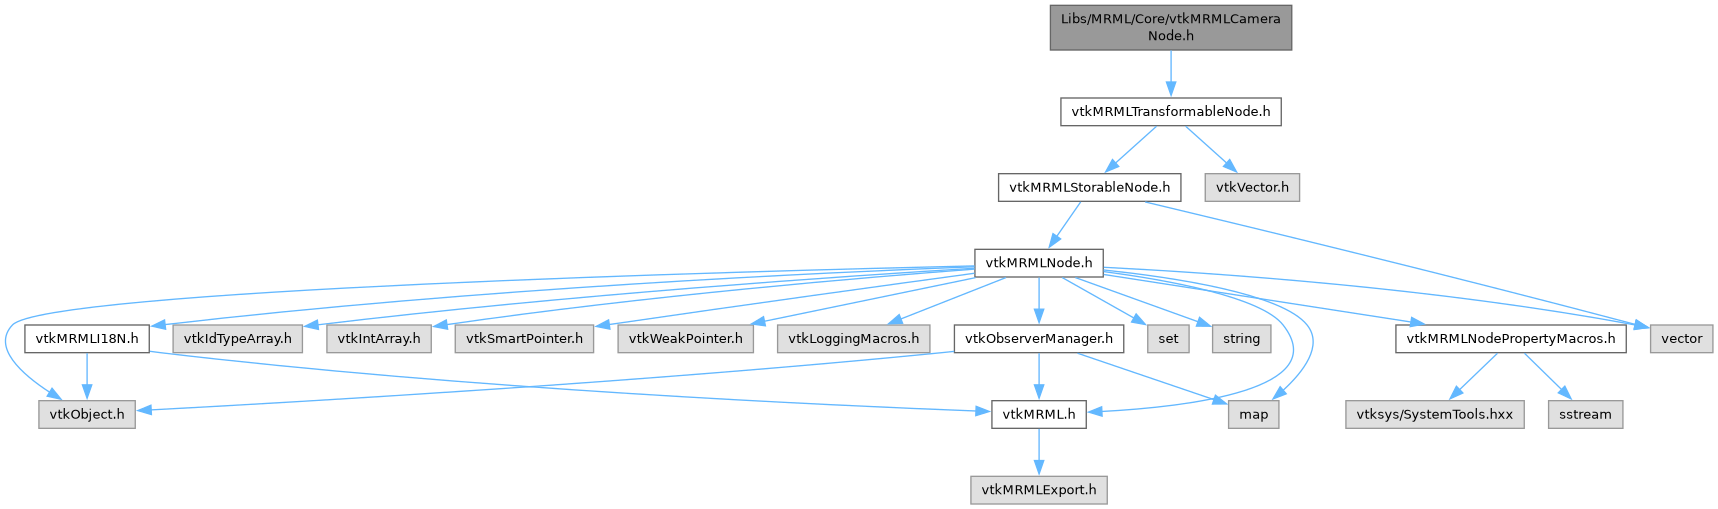 Libs/MRML/Core/vtkMRMLCamera
Node.h
vtkMRMLTransformableNode.h
vtkMRMLStorableNode.h
vtkVector.h
vtkMRMLNode.h
vtkMRMLI18N.h
vtkIdTypeArray.h
vtkIntArray.h
vtkSmartPointer.h
vtkWeakPointer.h
vtkLoggingMacros.h
vtkObserverManager.h
set
string
vtkMRMLNodePropertyMacros.h
vector
vtkObject.h
vtkMRML.h
map
vtksys/SystemTools.hxx
sstream
vtkMRMLExport.h